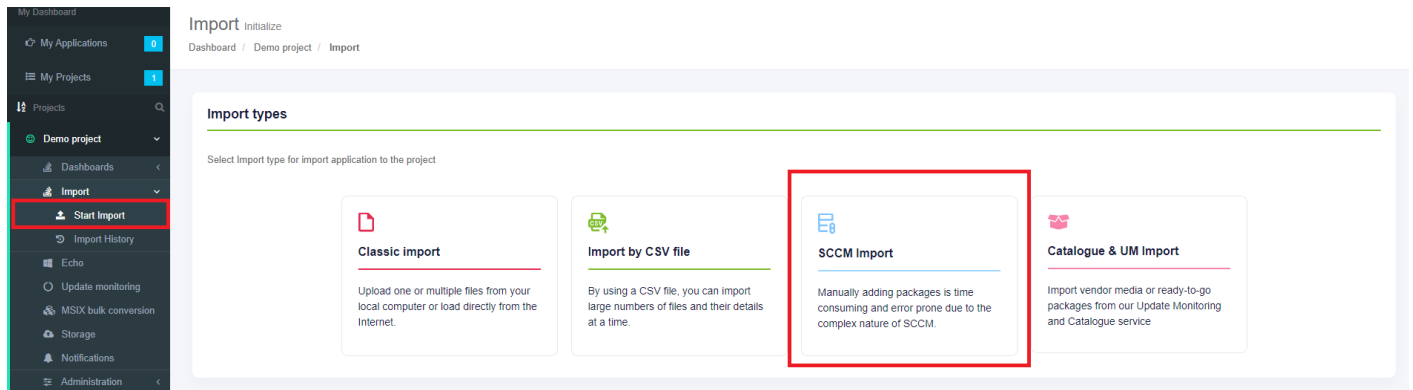 My Dashboard
My Applications 0
My Projects 1
Projects
Demo project
Dashboards
Import
Start Import
Import History
Echo
Update monitoring
MSIX bulk conversion
Storage
Notifications
Administration
Import Initialize
Dashboard / Demo project / Import
Import types
Select Import type for import application to the project
Classic import
Upload one or multiple files from your
local computer or load directly from the
Internet.
CSV
Import by CSV file
By using a CSV file, you can import
large numbers of files and their details
at a time.
SCCM Import
Manually adding packages is time
consuming and error prone due to the
complex nature of SCCM.
Catalogue & UM Import
Import vendor media or ready-to-go
packages from our Update Monitoring
and Catalogue service